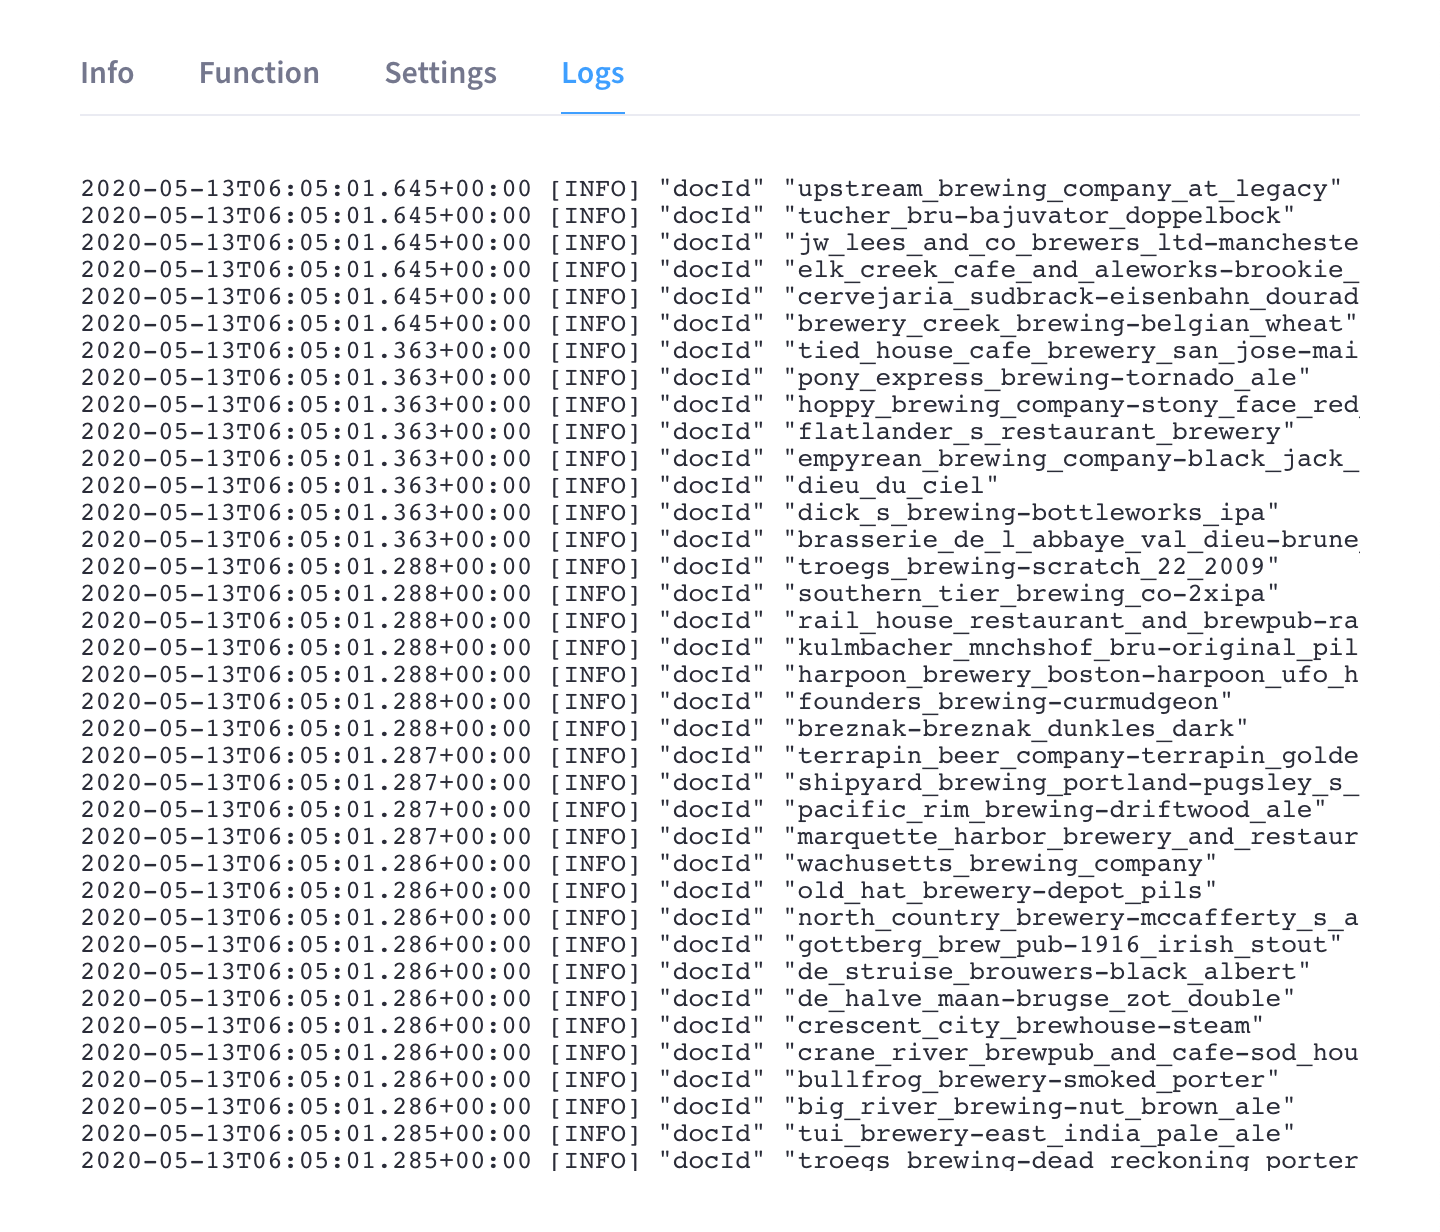 Info Function Settings Logs
2020-05-13T06:05:01.645+00:00 [INFO] "docId" "upstream_brewing_company_at_legacy"
2020-05-13T06:05:01.645+00:00 [INFO] "docId" "tucher_bru-bajuvator_doppelbock"
2020-05-13T06:05:01.645+00:00 [INFO] "docId" "jw_lees_and_co_brewers_ltd-mancheste
2020-05-13T06:05:01.645+00:00 [INFO] "docId" "elk_creek_cafe_and_aleworks-brookie_
2020-05-13T06:05:01.645+00:00 [INFO] "docId" "cervejaria_sudbrack-eisenbahn_dourad
2020-05-13T06:05:01.645+00:00 [INFO] "docId" "brewery_creek_brewing-belgian_wheat"
2020-05-13T06:05:01.363+00:00 [INFO] "docId" "tied_house_cafe_brewery_san_jose-mai
2020-05-13T06:05:01.363+00:00 [INFO] "docId" "pony_express_brewing-tornado_ale"
2020-05-13T06:05:01.363+00:00 [INFO] "docId" "hoppy_brewing_company-stony_face_red_
2020-05-13T06:05:01.363+00:00 [INFO] "docId" "flatlander_s_restaurant_brewery"
2020-05-13T06:05:01.363+00:00 [INFO] "docId" "empyrean_brewing_company-black_jack_
2020-05-13T06:05:01.363+00:00 [INFO] "docId" "dieu_du_ciel"
2020-05-13T06:05:01.363+00:00 [INFO] "docId" "dick_s_brewing-bottleworks_ipa"
2020-05-13T06:05:01.363+00:00 [INFO] "docId" "brasserie_de_l_abbaye_val_dieu-brune_
2020-05-13T06:05:01.288+00:00 [INFO] "docId" "troegs_brewing-scratch_22_2009"
2020-05-13T06:05:01.288+00:00 [INFO] "docId" "southern_tier_brewing_co-2xipa"
2020-05-13T06:05:01.288+00:00 [INFO] "docId" "rail_house_restaurant_and_brewpub-ra
2020-05-13T06:05:01.288+00:00 [INFO] "docId" "kulmbacher_mnchshof_bru-original_pil
2020-05-13T06:05:01.288+00:00 [INFO] "docId" "harpoon_brewery_boston-harpoon_ufo_h
2020-05-13T06:05:01.288+00:00 [INFO] "docId" "founders_brewing-curmudgeon"
2020-05-13T06:05:01.288+00:00 [INFO] "docId" "breznak-breznak_dunkles_dark"
2020-05-13T06:05:01.287+00:00 [INFO] "docId" "terrapin_beer_company-terrapin_golde
2020-05-13T06:05:01.287+00:00 [INFO] "docId" "shipyard_brewing_portland-pugsley_s_
2020-05-13T06:05:01.287+00:00 [INFO] "docId" "pacific_rim_brewing-driftwood_ale"
2020-05-13T06:05:01.287+00:00 [INFO] "docId" "marquette_harbor_brewery_and_restaur
2020-05-13T06:05:01.286+00:00 [INFO] "docId" "wachusetts_brewing_company"
2020-05-13T06:05:01.286+00:00 [INFO] "docId" "old_hat_brewery-depot_pils"
2020-05-13T06:05:01.286+00:00 [INFO] "docId" "north_country_brewery-mccafferty_s_a
2020-05-13T06:05:01.286+00:00 [INFO] "docId" "gottberg_brew_pub-1916_irish_stout"
2020-05-13T06:05:01.286+00:00 [INFO] "docId" "de_struise_brouwers-black_albert"
2020-05-13T06:05:01.286+00:00 [INFO] "docId" "de_halve_maan-brugse_zot_double"
2020-05-13T06:05:01.286+00:00 [INFO] "docId" "crescent_city_brewhouse-steam"
2020-05-13T06:05:01.286+00:00 [INFO] "docId" "crane_river_brewpub_and_cafe-sod_hou
2020-05-13T06:05:01.286+00:00 [INFO] "docId" "bullfrog_brewery-smoked_porter"
2020-05-13T06:05:01.286+00:00 [INFO] "docId" "big_river_brewing-nut_brown_ale"
2020-05-13T06:05:01.285+00:00 [INFO] "docId" "tui_brewery-east_india_pale_ale"
2020-05-13T06:05:01.285+00:00 [INFO] "docId" "troegs_brewing-dead_reckoning_porter